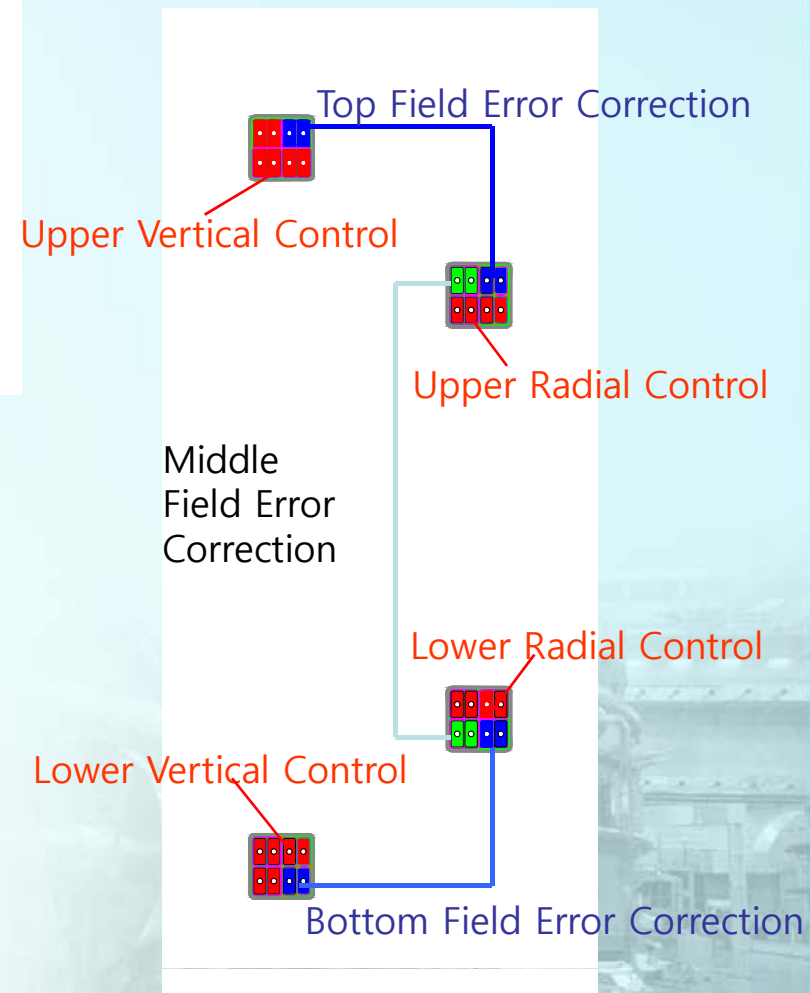 Top Field Error Correction
Upper Vertical Control
Upper Radial Control
Middle
Field Error
Correction
Lower Radial Control
Lower Vertical Control
Bottom Field Error Correction